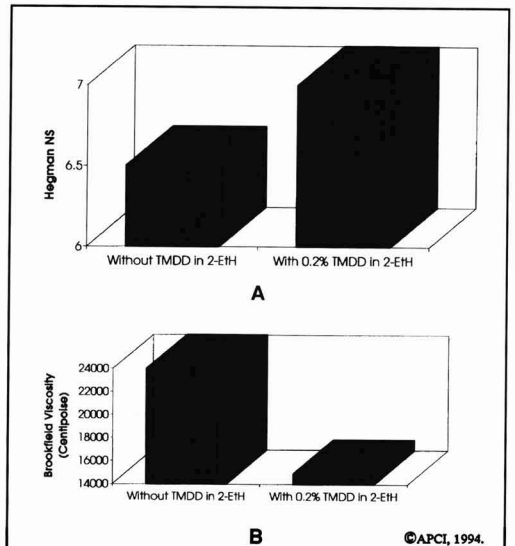 Hegman NS
7
6.5
6
Without TMDD in 2-EtH
With 0.2% TMDD in 2-EtH
A
Brookfield Viscosity
(Centipoise)
24000
22000
20000
18000
16000
14000
Without TMDD in 2-EtH
With 0.2% TMDD in 2-EtH
B
©APCI, 1994.